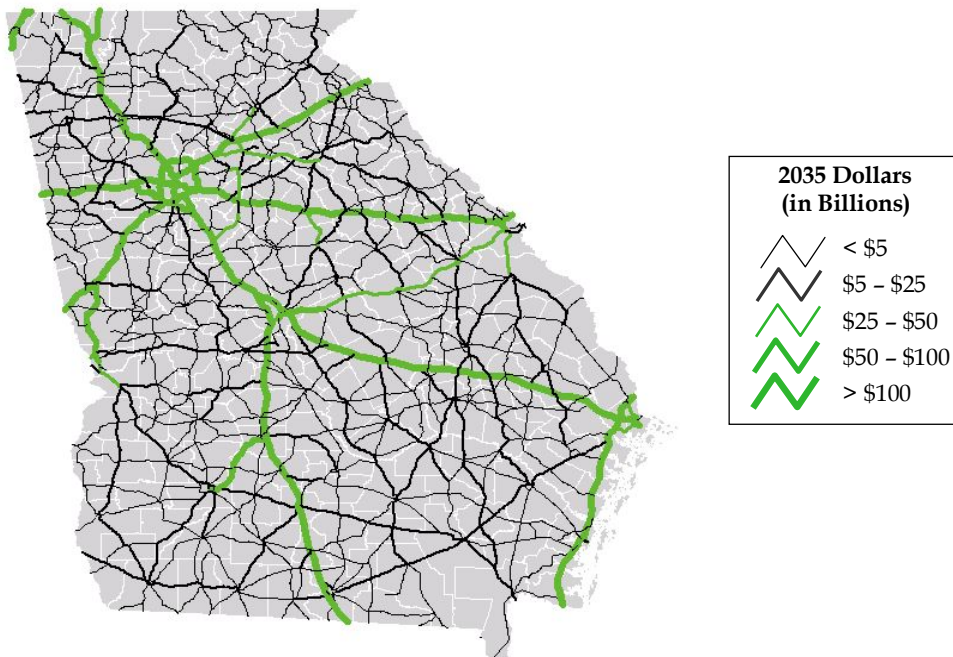 2035 Dollars
(in Billions)
< $5
$5 – $25
$25 – $50
$50 – $100
> $100